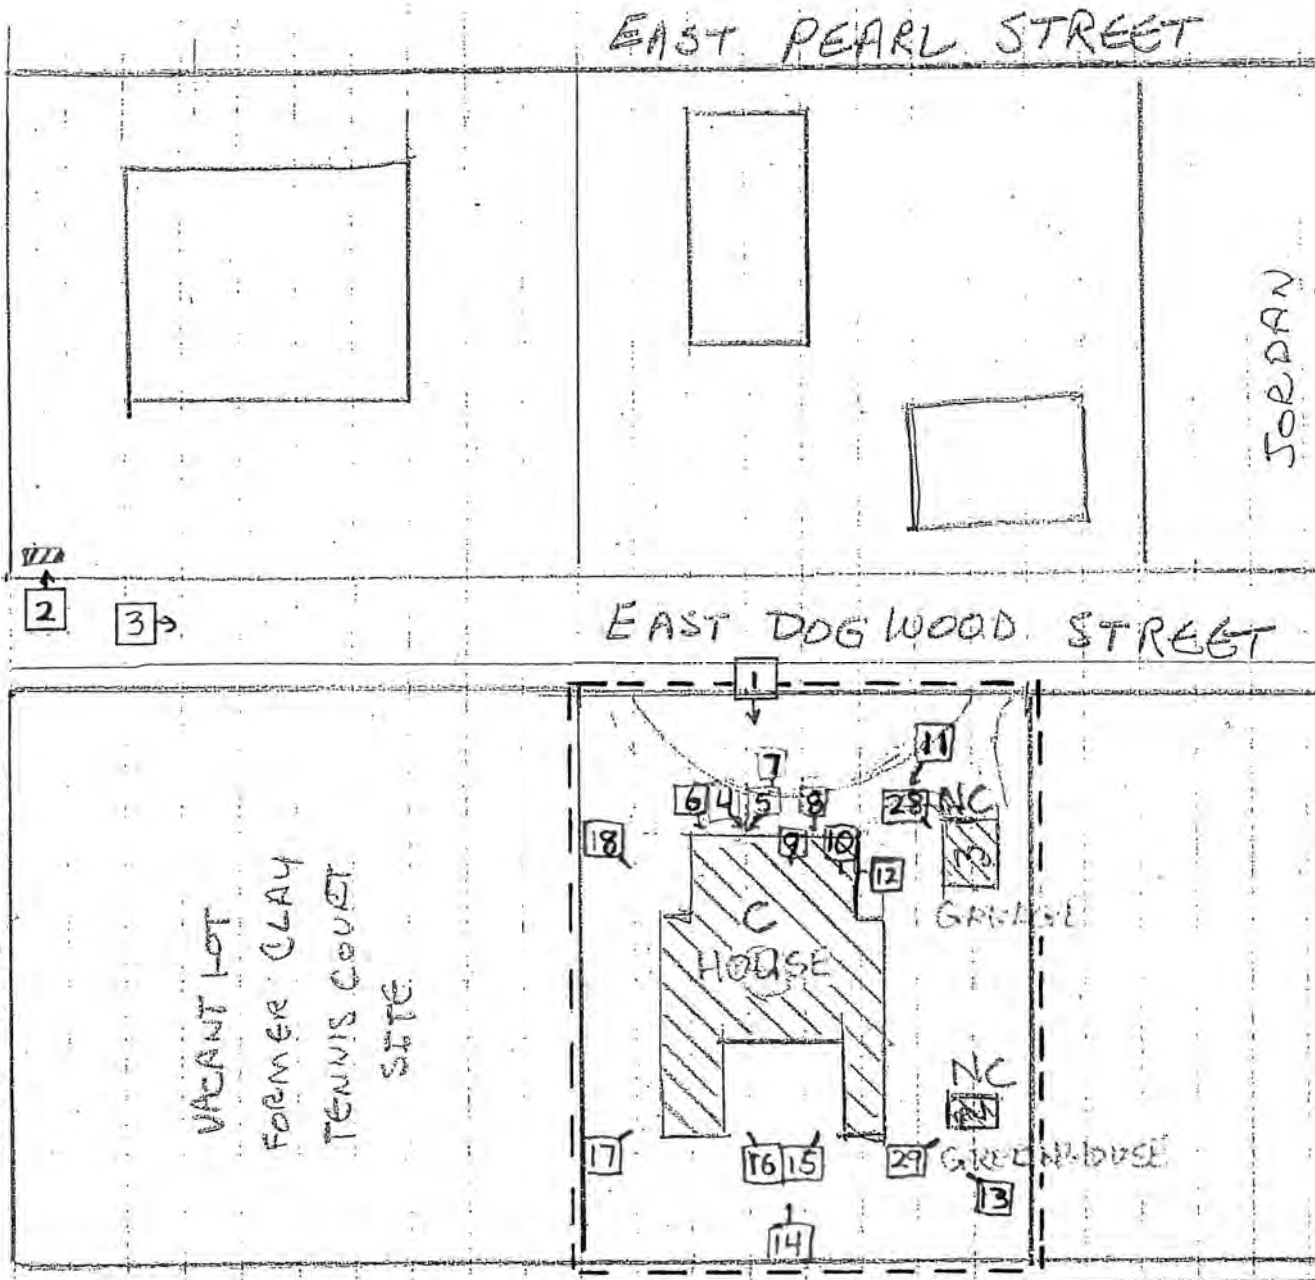 EAST PEARL STREET
JORDAN
2
3
EAST DOGWOOD STREET
1
11
7
6 4 5 8 28 NC
18 9 10 12
3
C
HOUSE
GARAGE
VACANT LOT
FORMER CLAY
TENNIS COURT
SITE
NC
17 16 15 29 GREENHOUSE
13
14